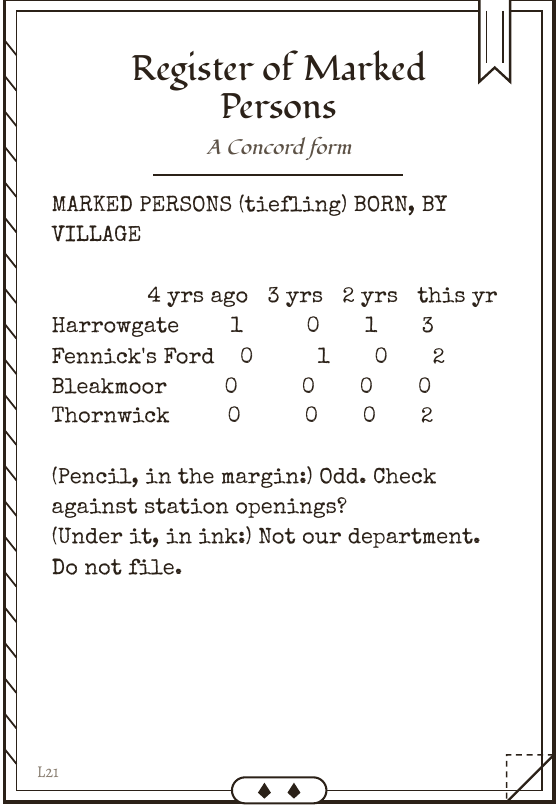 Register of Marked
Persons
A Concord form
MARKED PERSONS (tiefling) BORN, BY
VILLAGE
4 yrs ago 3 yrs 2 yrs this yr
Harrowgate 1 0 1 3
Fennick's Ford 0 1 0 2
Bleakmoor 0 0 0 0
Thornwick 0 0 0 2
(Pencil, in the margin:) Odd. Check
against station openings?
(Under it, in ink:) Not our department.
Do not file.
L21